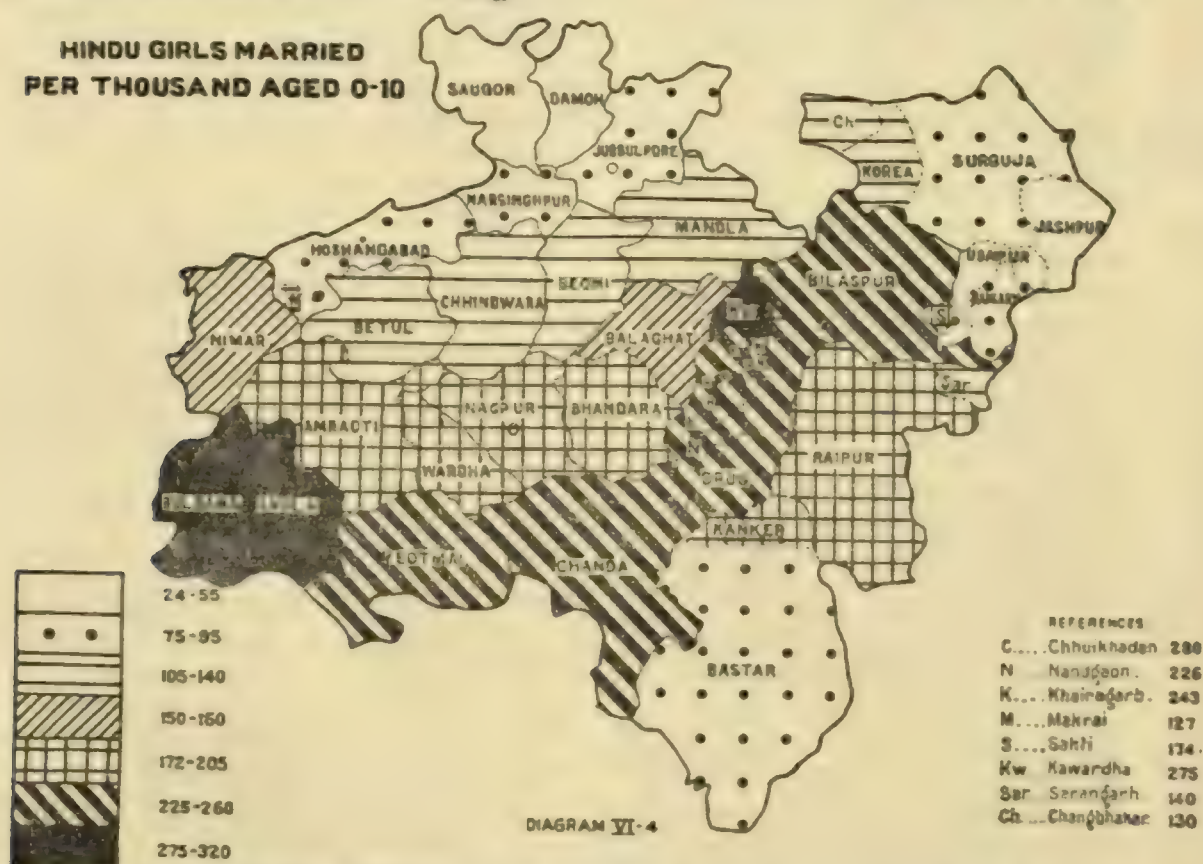 HINDU GIRLS MARRIED
PER THOUSAND AGED 0-10
SAUGOR
DAMOH
JUBBULPORE
Ch
KOREA
SURGUJA
JASHPUR
UDAIPUR
NARSINGHPUR
MANDLA
HOSHANGABAD
SEONI
CHHINDWARA
BILASPUR
S
M
BETUL
BALAGHAT
NIMAR
Sar
NAGPUR
BHANDARA
AMRAOTI
N
RAIPUR
WARDHA
DRUG
KANKER
CHANDA
BASTAR
24-55
75-95
105-140
150-160
172-205
225-260
275-320
REFERENCES
C.....Chhuikhadan 280
N Nandgaon. 226
K....Khairagarh. 243
M....Makrai 127
S....Sakti
Kw Kawardha 275
Sar Sarangarh 140
Ch....Changbhakar 130
DIAGRAM VI-4